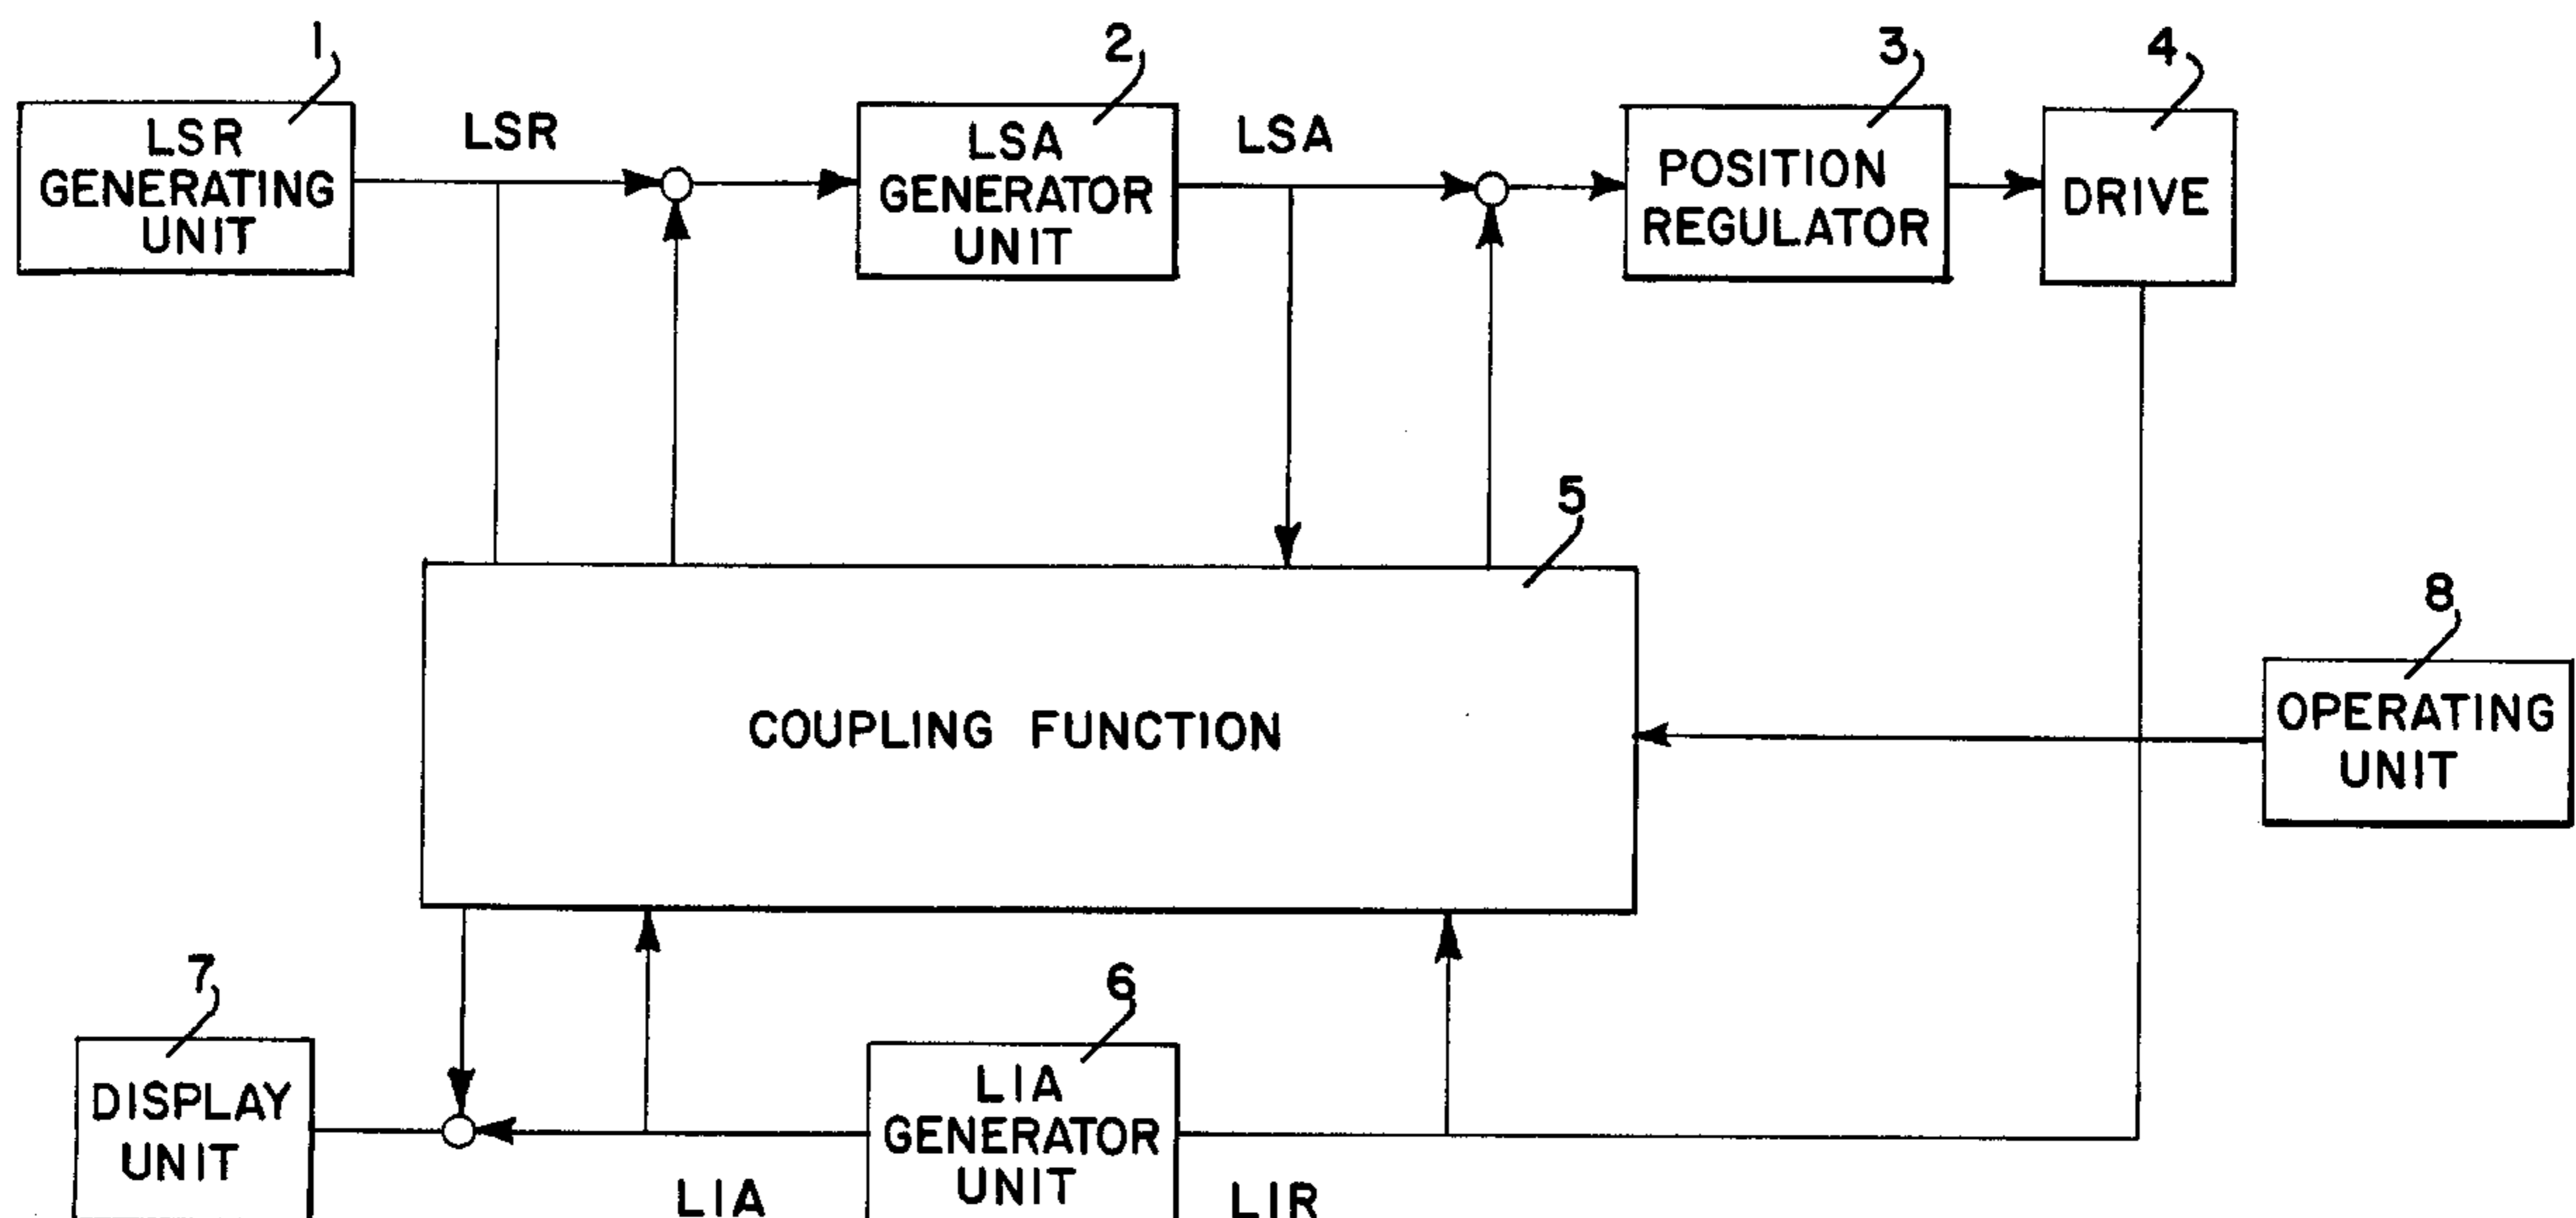 1
2
3
4
LSR
GENERATING
UNIT
LSR
LSA
GENERATOR
UNIT
LSA
POSITION
REGULATOR
DRIVE
5
COUPLING FUNCTION
8
OPERATING
UNIT
7
DISPLAY
UNIT
6
LIA
GENERATOR
UNIT
LIA
LIR